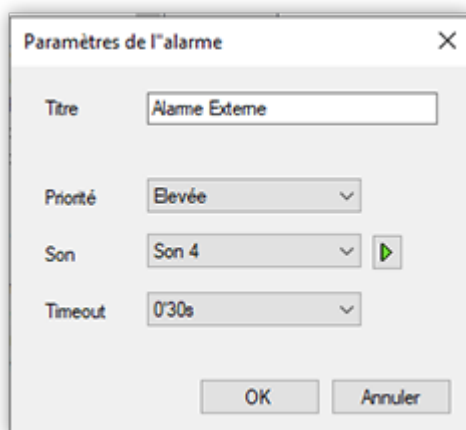 Paramètres de l"alarme
Titre Alarme Externe
Priorité Elevée
Son Son 4
Timeout 0'30s
OK Annuler